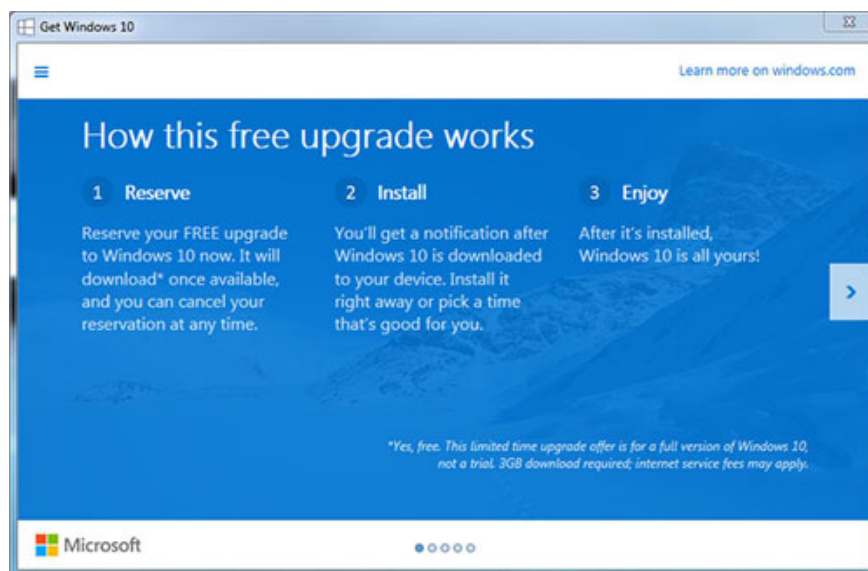 Get Windows 10
Learn more on windows.com
How this free upgrade works
1 Reserve
Reserve your FREE upgrade
to Windows 10 now. It will
download* once available,
and you can cancel your
reservation at any time.
2 Install
You'll get a notification after
Windows 10 is downloaded
to your device. Install it
right away or pick a time
that's good for you.
3 Enjoy
After it's installed,
Windows 10 is all yours!
*Yes, free. This limited time upgrade offer is for a full version of Windows 10,
not a trial. 3GB download required; internet service fees may apply.
Microsoft